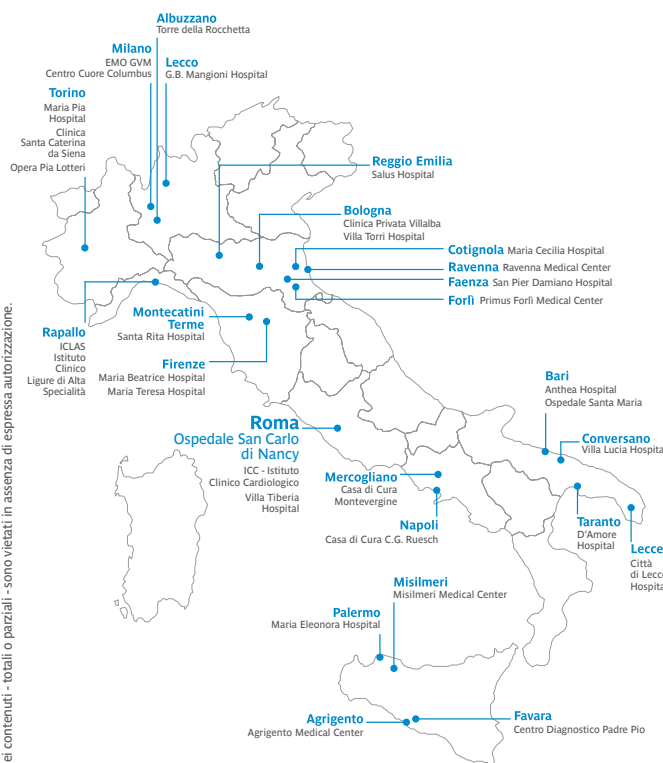 Albuzzano
Torre della Rocchetta
Milano
EMO GVM
Centro Cuore Columbus
Lecco
G.B. Mangioni Hospital
Torino
Maria Pia
Hospital
Clinica
Santa Caterina
da Siena
Opera Pia Lotteri
Reggio Emilia
Salus Hospital
Bologna
Clinica Privata Villalba
Villa Torri Hospital
Cotignola Maria Cecilia Hospital
Ravenna Ravenna Medical Center
Faenza San Pier Damiano Hospital
Forlì Primus Forlì Medical Center
Rapallo
ICLAS
Istituto
Clinico
Ligure di Alta
Specialità
Montecatini
Terme
Santa Rita Hospital
Firenze
Maria Beatrice Hospital
Maria Teresa Hospital
Roma
Ospedale San Carlo
di Nancy
ICC - Istituto
Clinico Cardiologico
Villa Tiberia
Hospital
Mercogliano
Casa di Cura
Montevergine
Napoli
Casa di Cura C.G. Ruesch
Bari
Anthea Hospital
Ospedale Santa Maria
Conversano
Villa Lucia Hospita
Taranto
D'Amore
Hospital
Lecce
Città
di Lecce
Hospita
Misilmeri
Misilmeri Medical Center
Palermo
Maria Eleonora Hospital
Agrigento
Agrigento Medical Center
Favara
Centro Diagnostico Padre Pio
ei contenuti - totali o parziali - sono vietati in assenza di espressa autorizzazione.